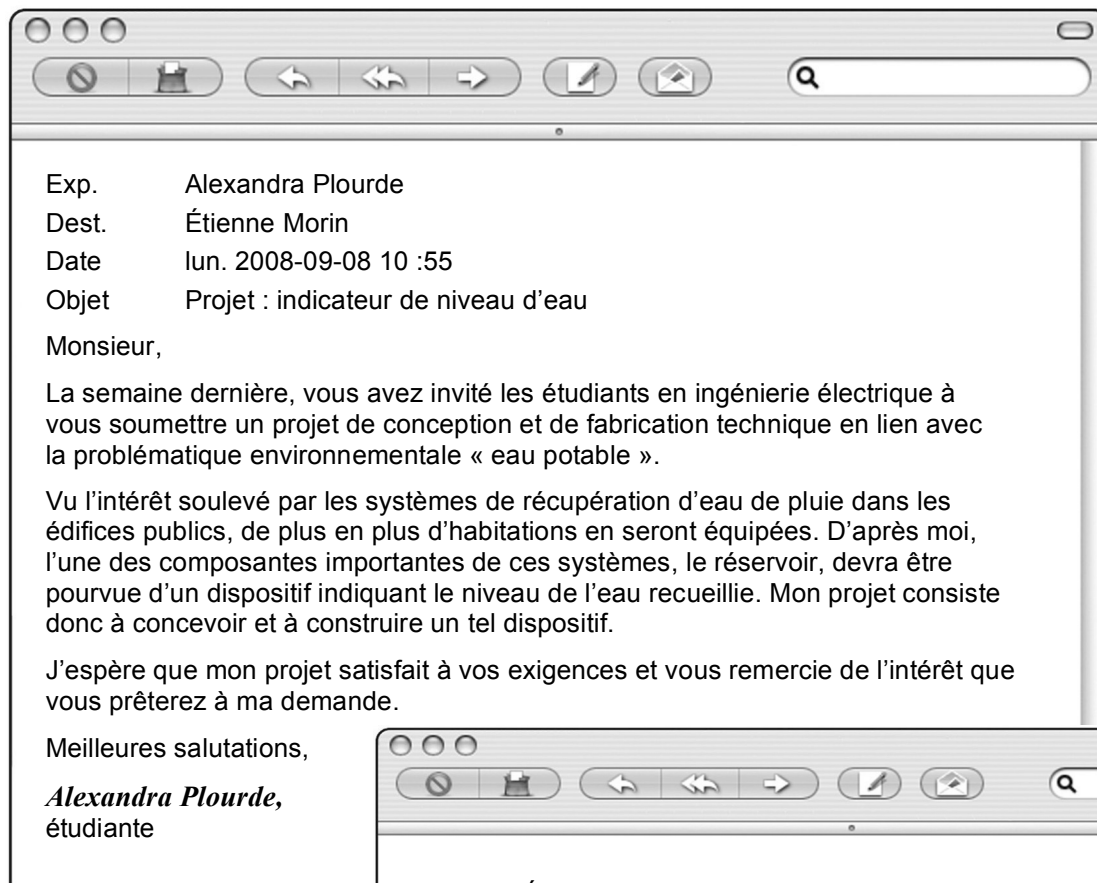 Exp. Alexandra Plourde
Dest. Étienne Morin
Date lun. 2008-09-08 10 :55
Objet Projet : indicateur de niveau d’eau
Monsieur,
La semaine dernière, vous avez invité les étudiants en ingénierie électrique à
vous soumettre un projet de conception et de fabrication technique en lien avec
la problématique environnementale « eau potable ».
Vu l’intérêt soulevé par les systèmes de récupération d’eau de pluie dans les
édifices publics, de plus en plus d’habitations en seront équipées. D’après moi,
l’une des composantes importantes de ces systèmes, le réservoir, devra être
pourvue d’un dispositif indiquant le niveau de l’eau recueillie. Mon projet consiste
donc à concevoir et à construire un tel dispositif.
J’espère que mon projet satisfait à vos exigences et vous remercie de l’intérêt que
vous prêterez à ma demande.
Meilleures salutations,
Alexandra Plourde,
étudiante